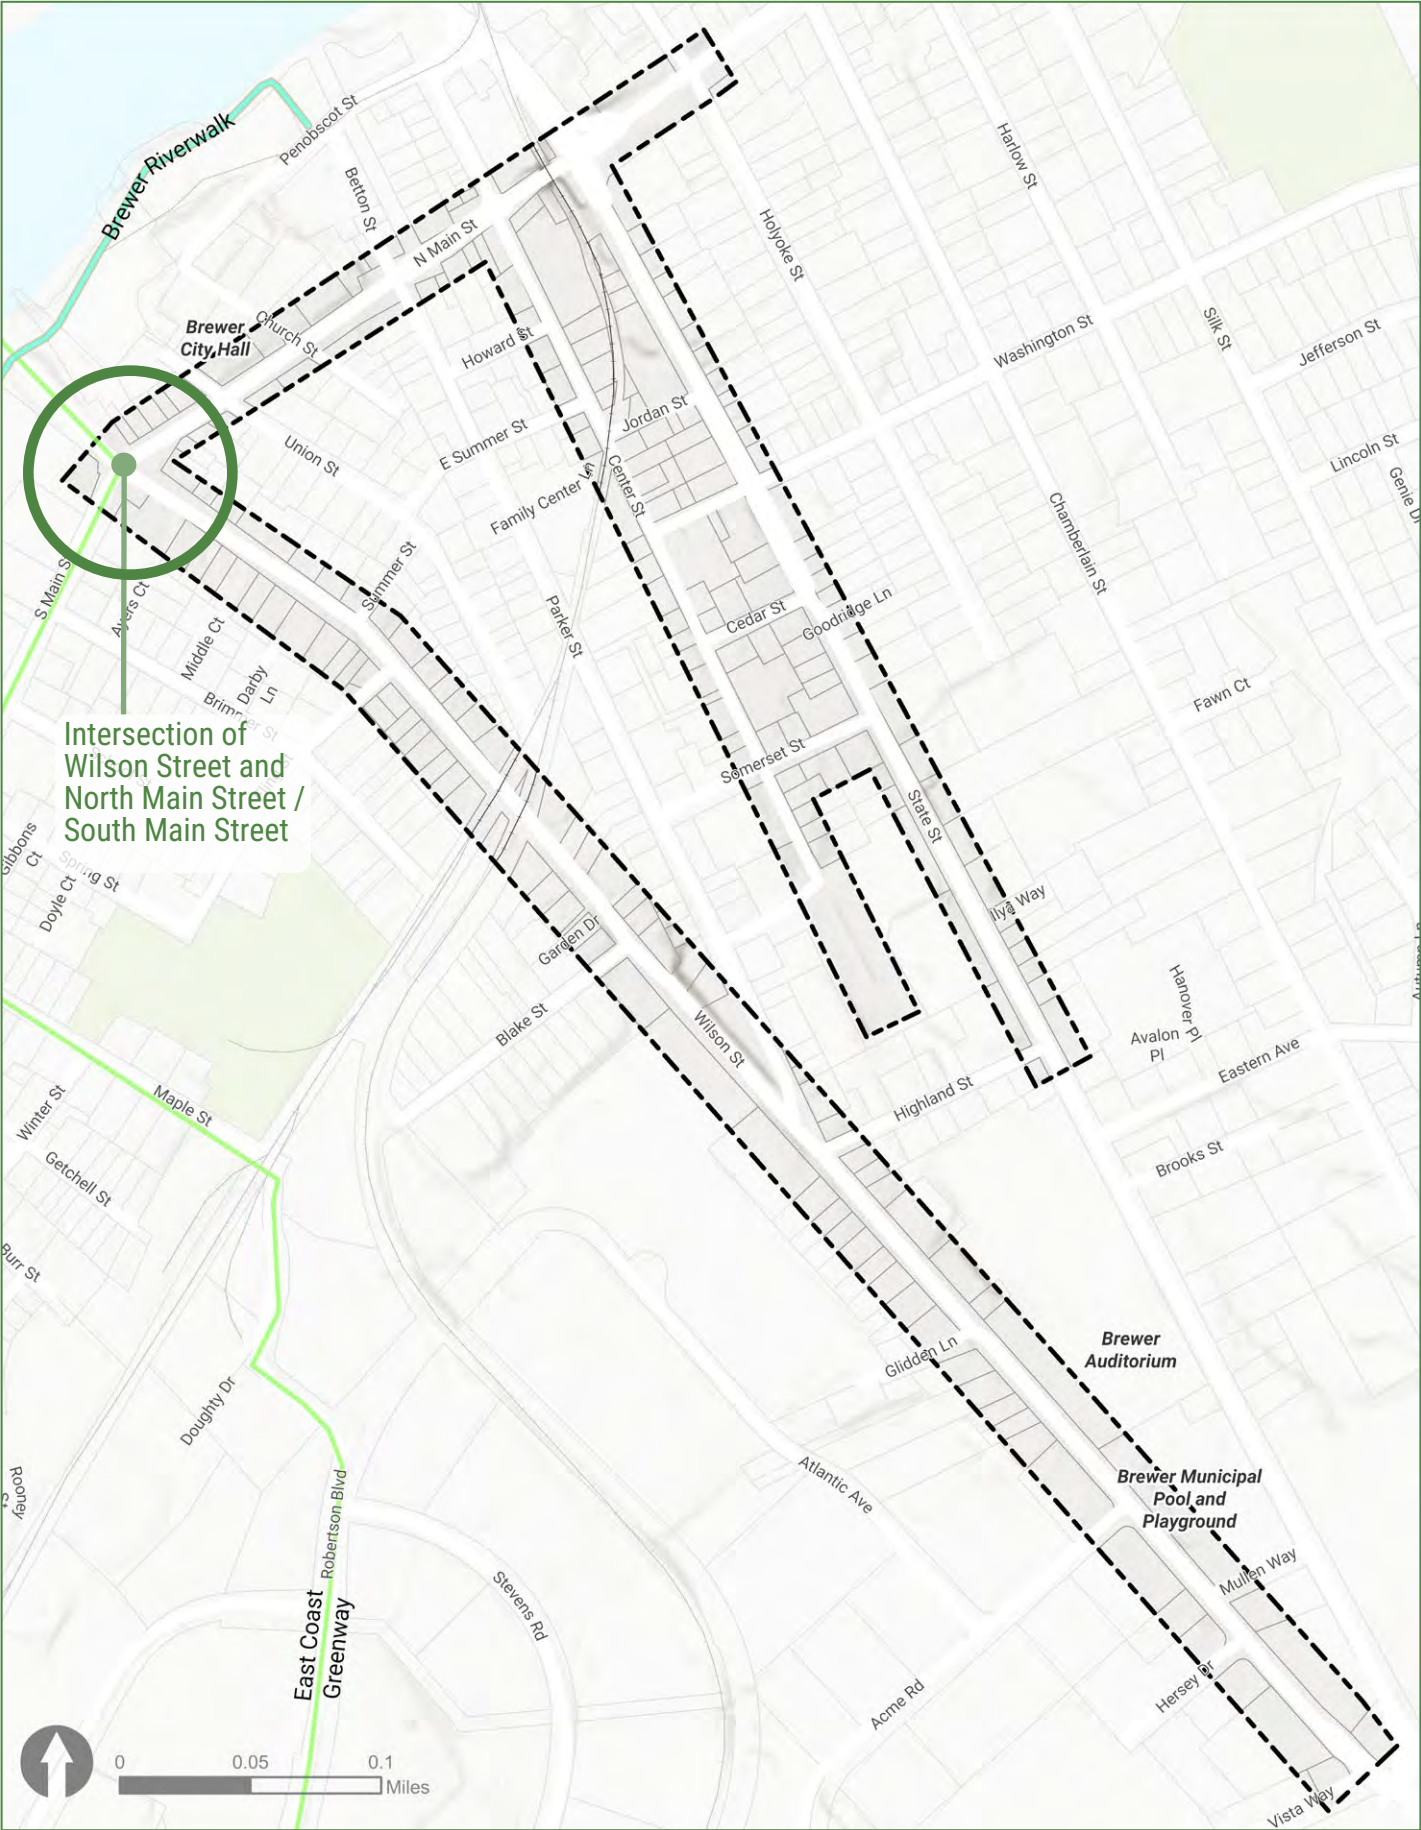 Penobscot St
Brewer Riverwalk
Betton St
Harlow St
N Main St
Holyoke St
Brewer
City Hall
Church St
Howard St
Washington St
Silk St
Jefferson St
Jordan St
E Summer St
Union St
Lincoln St
Family Center Ln
Center St
Genie D
Chamberlain St
Summer St
S Main S
Ayers Ct
Middle Ct
Parker St
Cedar St
Goodridge Ln
Darby
Ln
Fawn Ct
Intersection of
Wilson Street and
North Main Street /
South Main Street
Somerset St
State St
Gibbons
Ct
Spring St
Doyle Ct
Ilya Way
Garden Dr
Hanover Pl
Blake St
Wilson St
Avalon
Pl
Eastern Ave
Highland St
Winter St
Maple St
Brooks St
Getchell St
Burr St
Brewer
Auditorium
Glidden Ln
Doughty Dr
Rooney
Robertson Blvd
Atlantic Ave
Brewer Municipal
Pool and
Playground
Mullen Way
Stevens Rd
East Coast
Greenway
Acme Rd
Hersey Dr
0 0.05 0.1
Miles
Vista Way